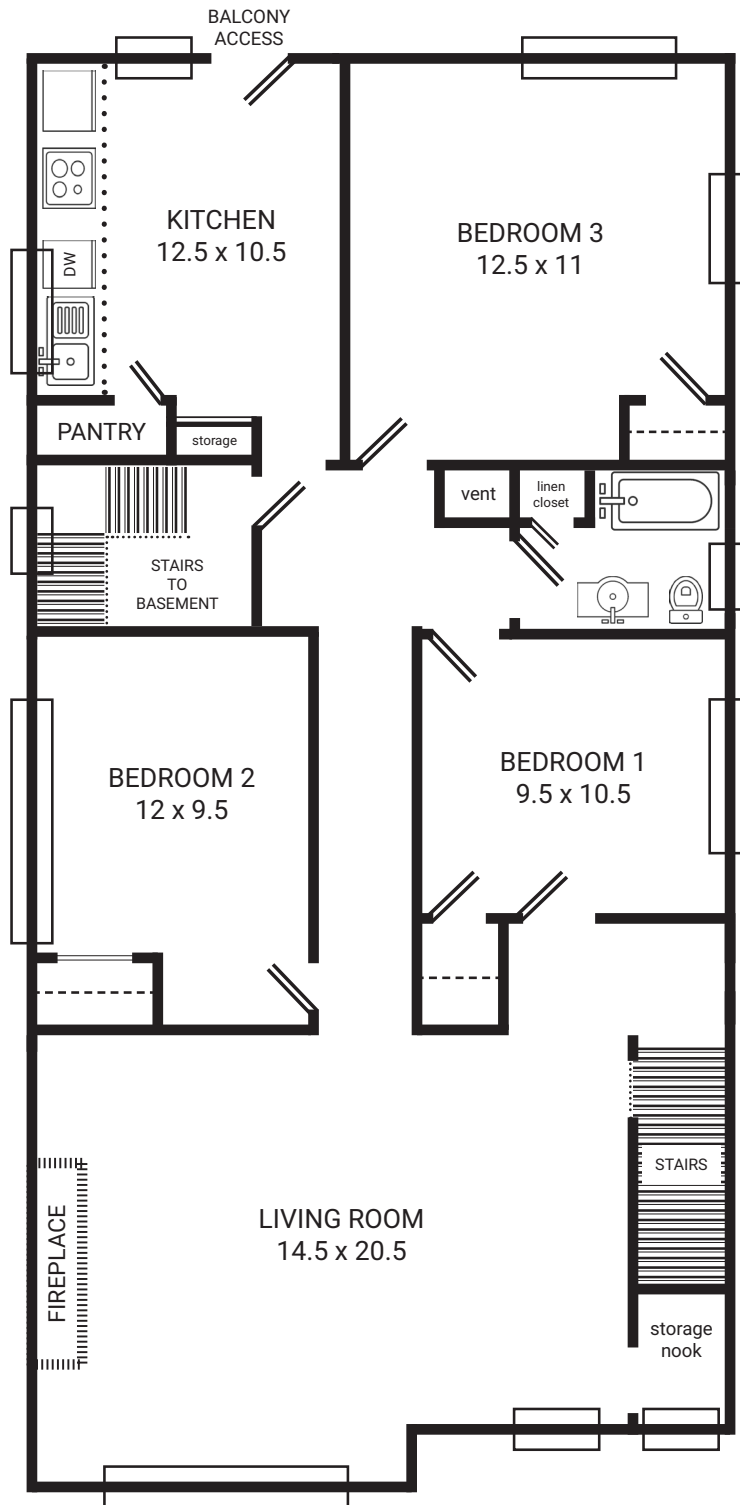 BALCONY
ACCESS
KITCHEN
12.5 x 10.5
BEDROOM 3
12.5 x 11
DW
PANTRY
storage
vent
linen
closet
STAIRS
TO
BASEMENT
BEDROOM 2
12 x 9.5
BEDROOM 1
9.5 x 10.5
STAIRS
LIVING ROOM
14.5 x 20.5
FIREPLACE
storage
nook